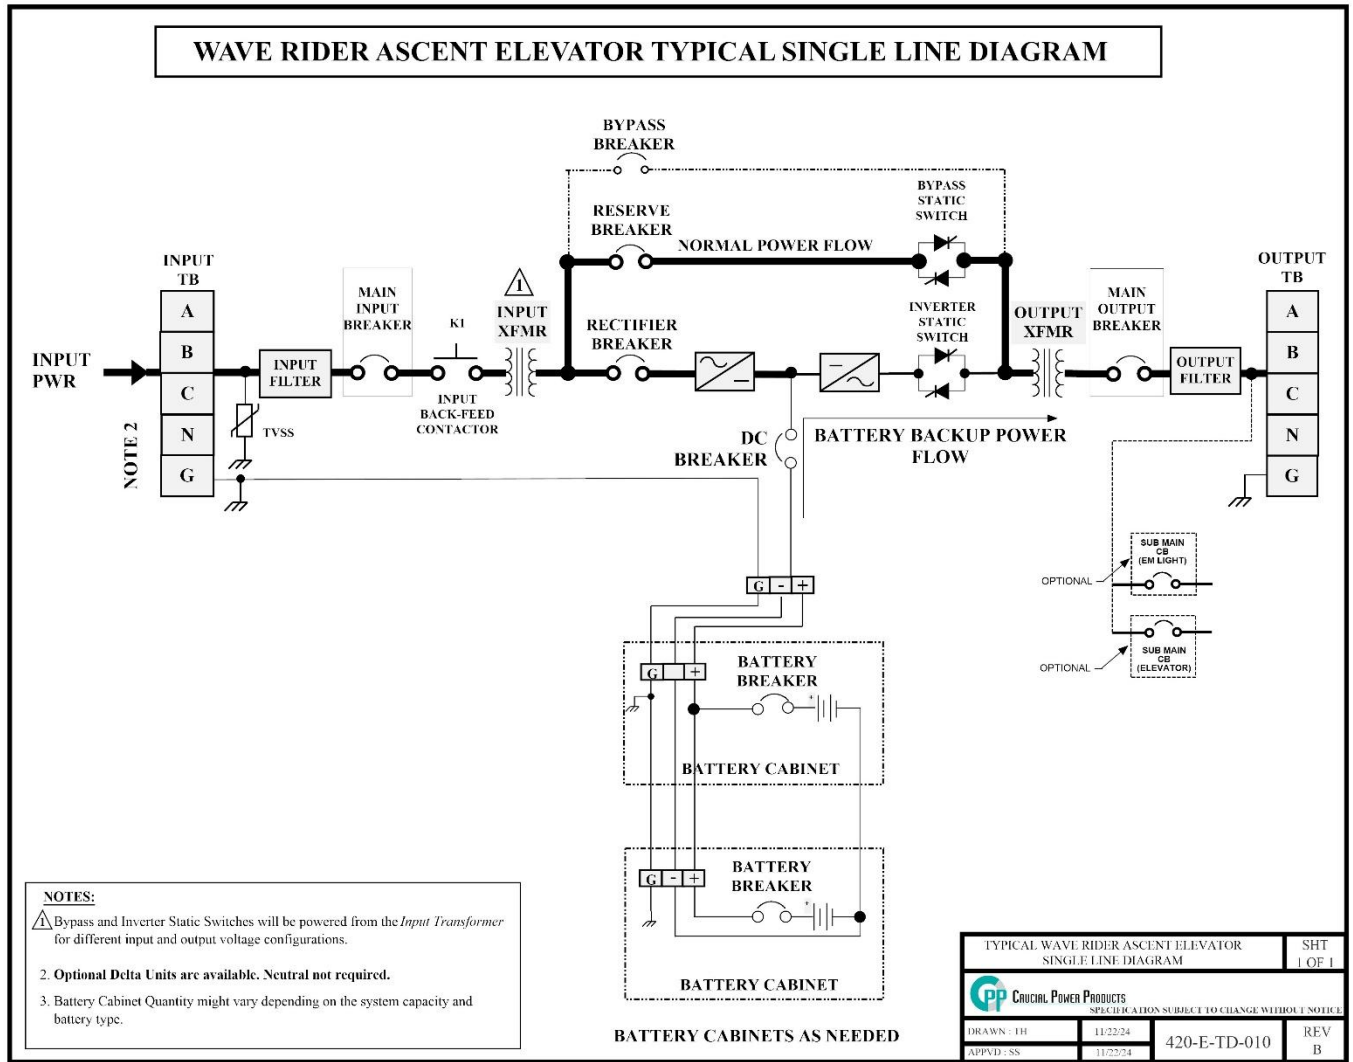 WAVE RIDER ASCENT ELEVATOR TYPICAL SINGLE LINE DIAGRAM
BYPASS
BREAKER
BYPASS
STATIC
SWITCH
RESERVE
BREAKER
NORMAL POWER FLOW
INPUT
TB
OUTPUT
TB
1
MAIN
INPUT
BREAKER
K1
INPUT
XFMR
RECTIFIER
BREAKER
INVERTER
STATIC
SWITCH
OUTPUT
XFMR
MAIN
OUTPUT
BREAKER
A
B
C
N
G
INPUT
PWR
NOTE 2
INPUT
FILTER
TVSS
INPUT
BACK-FEED
CONTACTOR
OUTPUT
FILTER
A
B
C
N
G
DC
BREAKER
BATTERY BACKUP POWER
FLOW
SUB MAIN
CB
(EM LIGHT)
OPTIONAL
SUB MAIN
CB
(ELEVATOR)
OPTIONAL
G - +
BATTERY
BREAKER
G +
+
BATTERY CABINET
BATTERY
BREAKER
G - +
+
BATTERY CABINET
BATTERY CABINETS AS NEEDED
NOTES:
1 Bypass and Inverter Static Switches will be powered from the Input Transformer
for different input and output voltage configurations.
2. Optional Delta Units are available. Neutral not required.
3. Battery Cabinet Quantity might vary depending on the system capacity and
battery type.
TYPICAL WAVE RIDER ASCENT ELEVATOR
SINGLE LINE DIAGRAM
SHT
1 OF 1
Cpp CRUCIAL POWER PRODUCTS
SPECIFICATION SUBJECT TO CHANGE WITHOUT NOTICE
DRAWN : TH 11/22/24
APPVD : SS 11/22/24
420-E-TD-010
REV
B